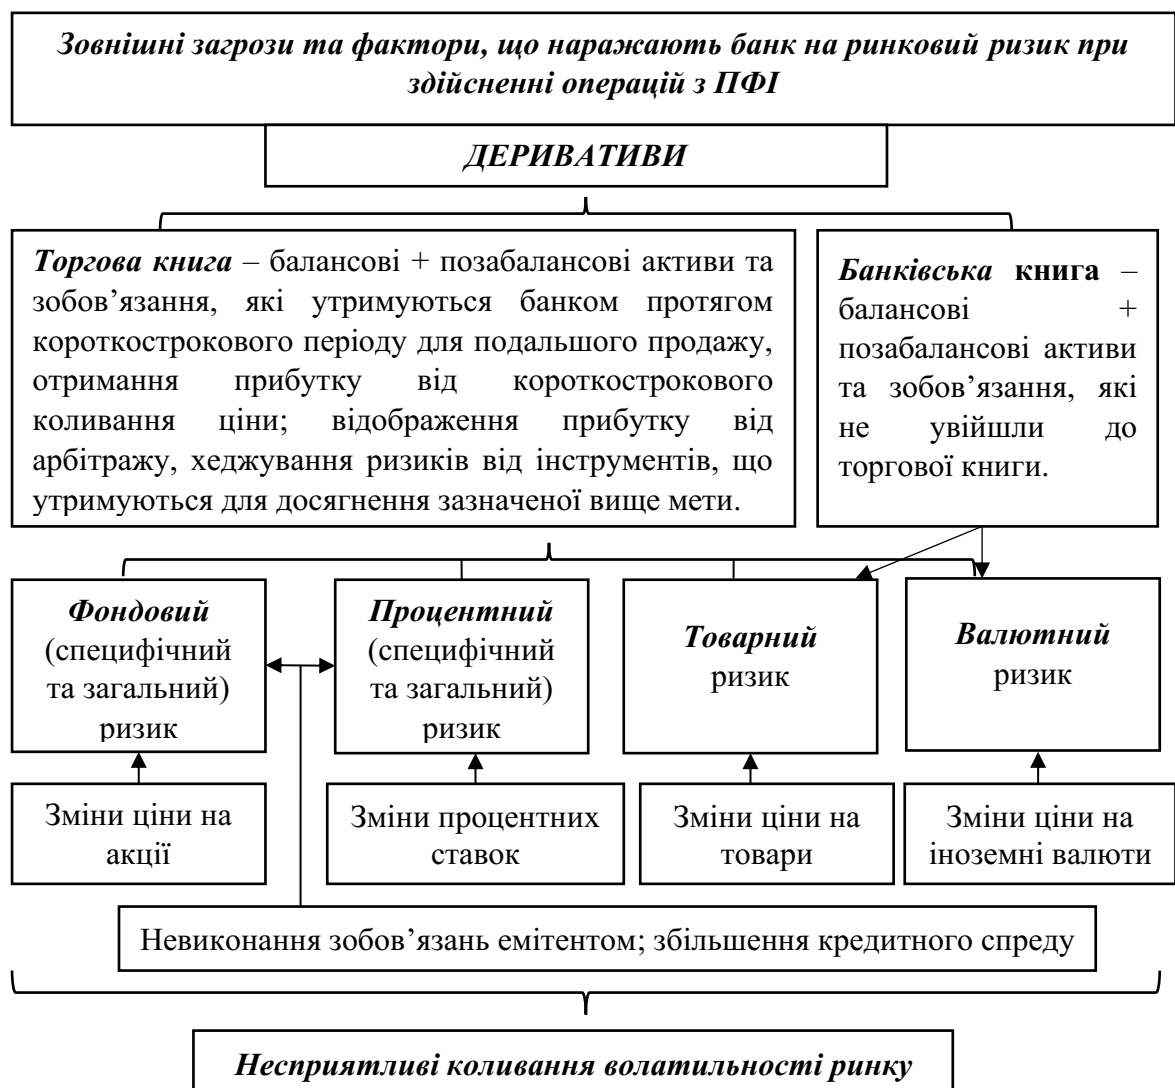 Зовнішні загрози та фактори, що наражають банк на ринковий ризик при
здійсненні операцій з ПФІ
ДЕРИВАТИВИ
Торгова книга – балансові + позабалансові активи та
зобов’язання, які утримуються банком протягом
короткострокового періоду для подальшого продажу,
отримання прибутку від короткострокового
коливання ціни; відображення прибутку від
арбітражу, хеджування ризиків від інструментів, що
утримуються для досягнення зазначеної вище мети.
Банківська книга –
балансові +
позабалансові активи
та зобов’язання, які
не увійшли до
торгової книги.
Фондовий
(специфічний
та загальний)
ризик
Процентний
(специфічний
та загальний)
ризик
Товарний
ризик
Валютний
ризик
Зміни ціни на
акції
Зміни процентних
ставок
Зміни ціни на
товари
Зміни ціни на
іноземні валюти
Невиконання зобов’язань емітентом; збільшення кредитного спреду
Несприятливі коливання волатильності ринку